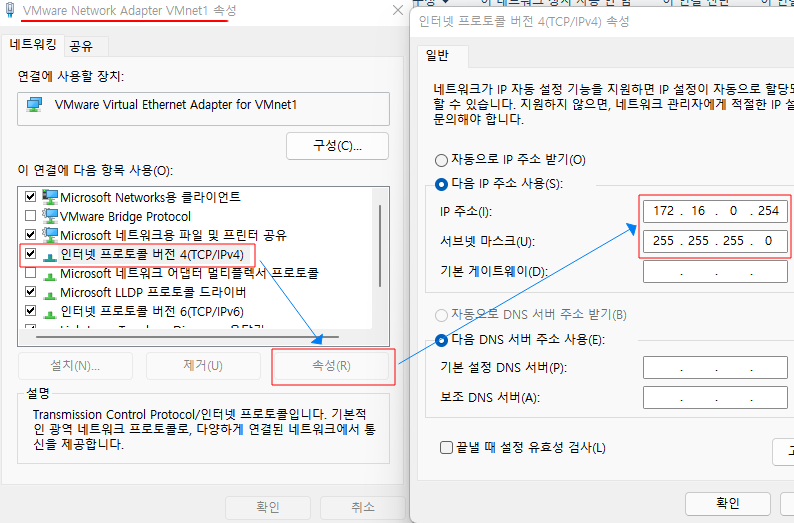 VMware Network Adapter VMnet1 속성
네트워킹 공유
연결에 사용할 장치:
VMware Virtual Ethernet Adapter for VMnet1
구성(C)...
이 연결에 다음 항목 사용(O):
Microsoft Networks용 클라이언트
VMware Bridge Protocol
Microsoft 네트워크용 파일 및 프린터 공유
인터넷 프로토콜 버전 4(TCP/IPv4)
Microsoft 네트워크 어댑터 멀티플렉서 프로토콜
Microsoft LLDP 프로토콜 드라이버
인터넷 프로토콜 버전 6(TCP/IPv6)
설치(N)... 제거(U) 속성(R)
설명
Transmission Control Protocol/인터넷 프로토콜입니다. 기본적
인 광역 네트워크 프로토콜로, 다양하게 연결된 네트워크에서 통
신을 제공합니다.
확인 취소
인터넷 프로토콜 버전 4(TCP/IPv4) 속성
일반
네트워크가 IP 자동 설정 기능을 지원하면 IP 설정이 자동으로 할당되
할 수 있습니다. 지원하지 않으면, 네트워크 관리자에게 적절한 IP 설
문의해야 합니다.
자동으로 IP 주소 받기(O)
다음 IP 주소 사용(S):
IP 주소(I): 172 . 16 . 0 . 254
서브넷 마스크(U): 255 . 255 . 255 . 0
기본 게이트웨이(D): . . .
자동으로 DNS 서버 주소 받기(B)
다음 DNS 서버 주소 사용(E):
기본 설정 DNS 서버(P): . . .
보조 DNS 서버(A): . . .
끝낼 때 설정 유효성 검사(L)
확인